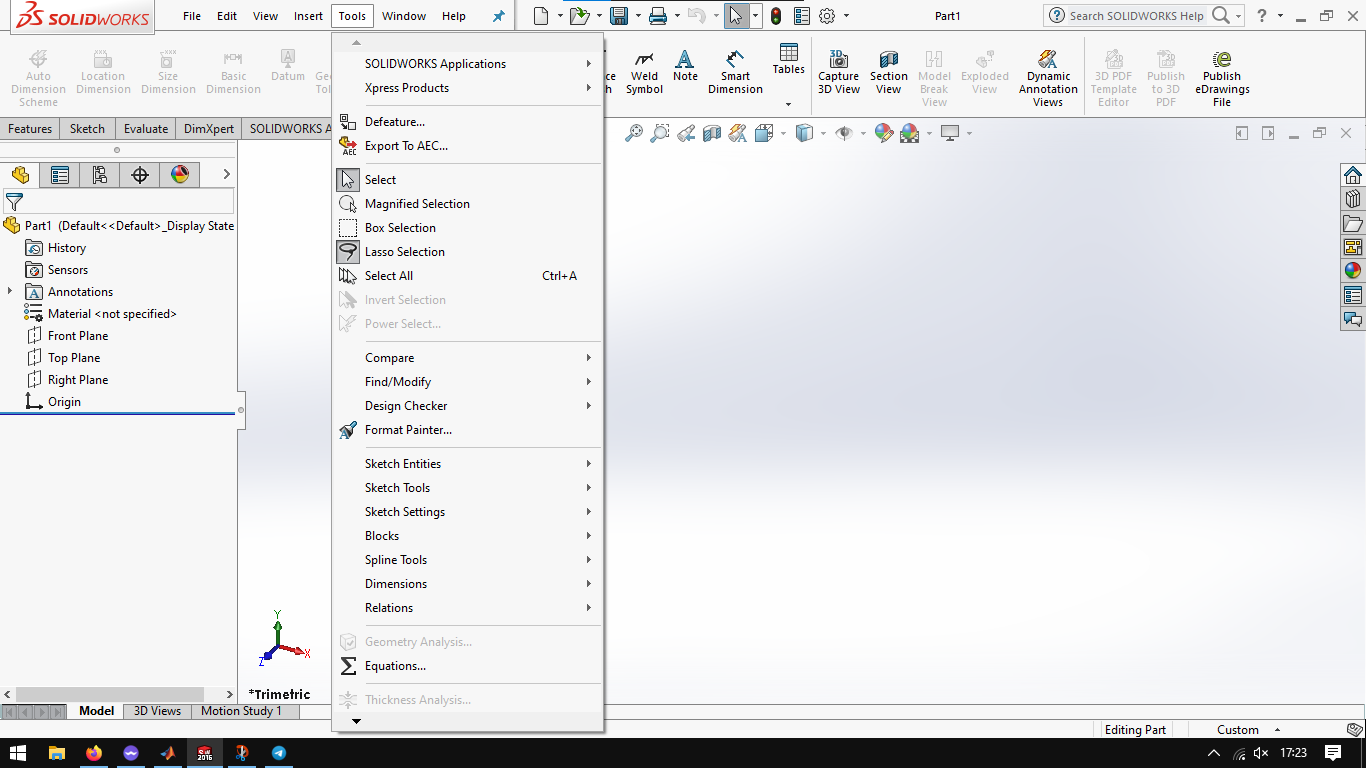 SOLIDWORKS
File Edit View Insert Tools Window Help
Part1
Search SOLIDWORKS Help
?
Auto Dimension Scheme
Location Dimension
Size Dimension
Basic Dimension
Datum
Weld Symbol
Note
Smart Dimension
Tables
Capture 3D View
Section View
Model Break View
Exploded View
Dynamic Annotation Views
3D PDF Template Editor
Publish to 3D PDF
Publish eDrawings File
Features Sketch Evaluate DimXpert SOLIDWORKS A
Part1 (Default<<Default>_Display State
History
Sensors
Annotations
Material <not specified>
Front Plane
Top Plane
Right Plane
Origin
SOLIDWORKS Applications
Xpress Products
Defeature...
Export To AEC...
Select
Magnified Selection
Box Selection
Lasso Selection
Select All Ctrl+A
Invert Selection
Power Select...
Compare
Find/Modify
Design Checker
Format Painter...
Sketch Entities
Sketch Tools
Sketch Settings
Blocks
Spline Tools
Dimensions
Relations
Geometry Analysis...
Equations...
Thickness Analysis...
Y
X
Z
*Trimetric
Model 3D Views Motion Study 1
Editing Part Custom
17:23